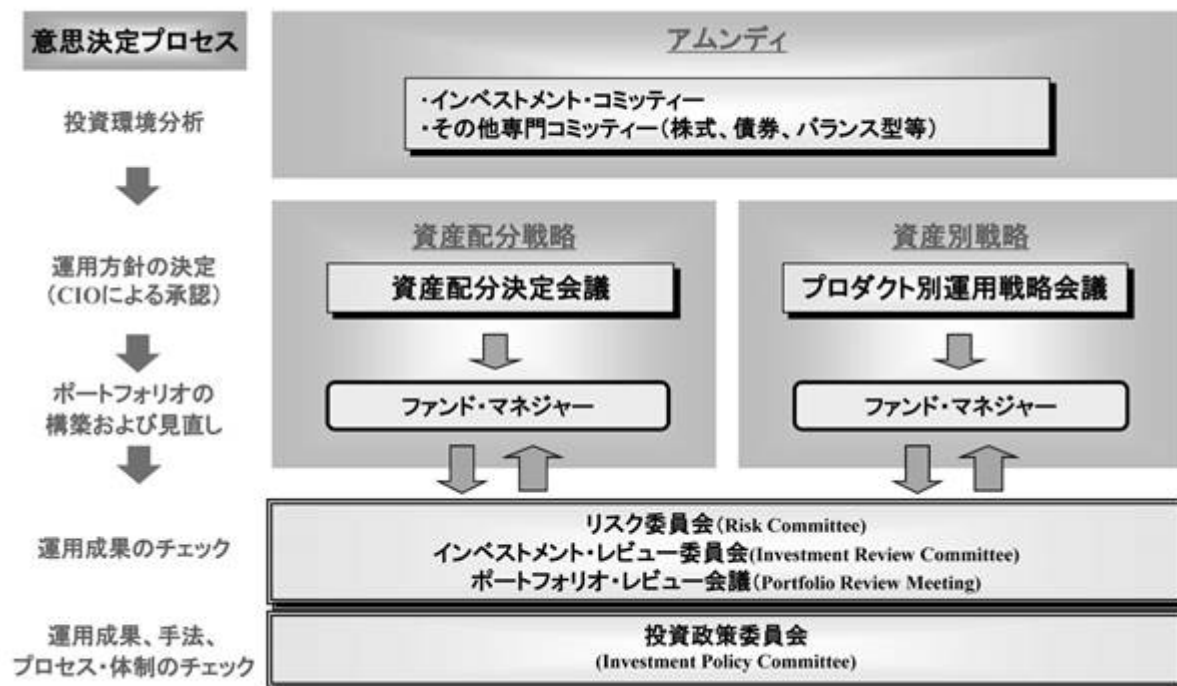 意思決定プロセス
アムンディ
投資環境分析
・インベストメント・コミッティー
・その他専門コミッティー（株式、債券、バランス型等）
運用方針の決定
（CIOによる承認）
資産配分戦略
資産配分決定会議
資産別戦略
プロダクト別運用戦略会議
ポートフォリオの
構築および見直し
ファンド・マネジャー
ファンド・マネジャー
運用成果のチェック
リスク委員会（Risk Committee）
インベストメント・レビュー委員会（Investment Review Committee）
ポートフォリオ・レビュー会議（Portfolio Review Meeting）
運用成果、手法、
プロセス・体制のチェック
投資政策委員会
(Investment Policy Committee)